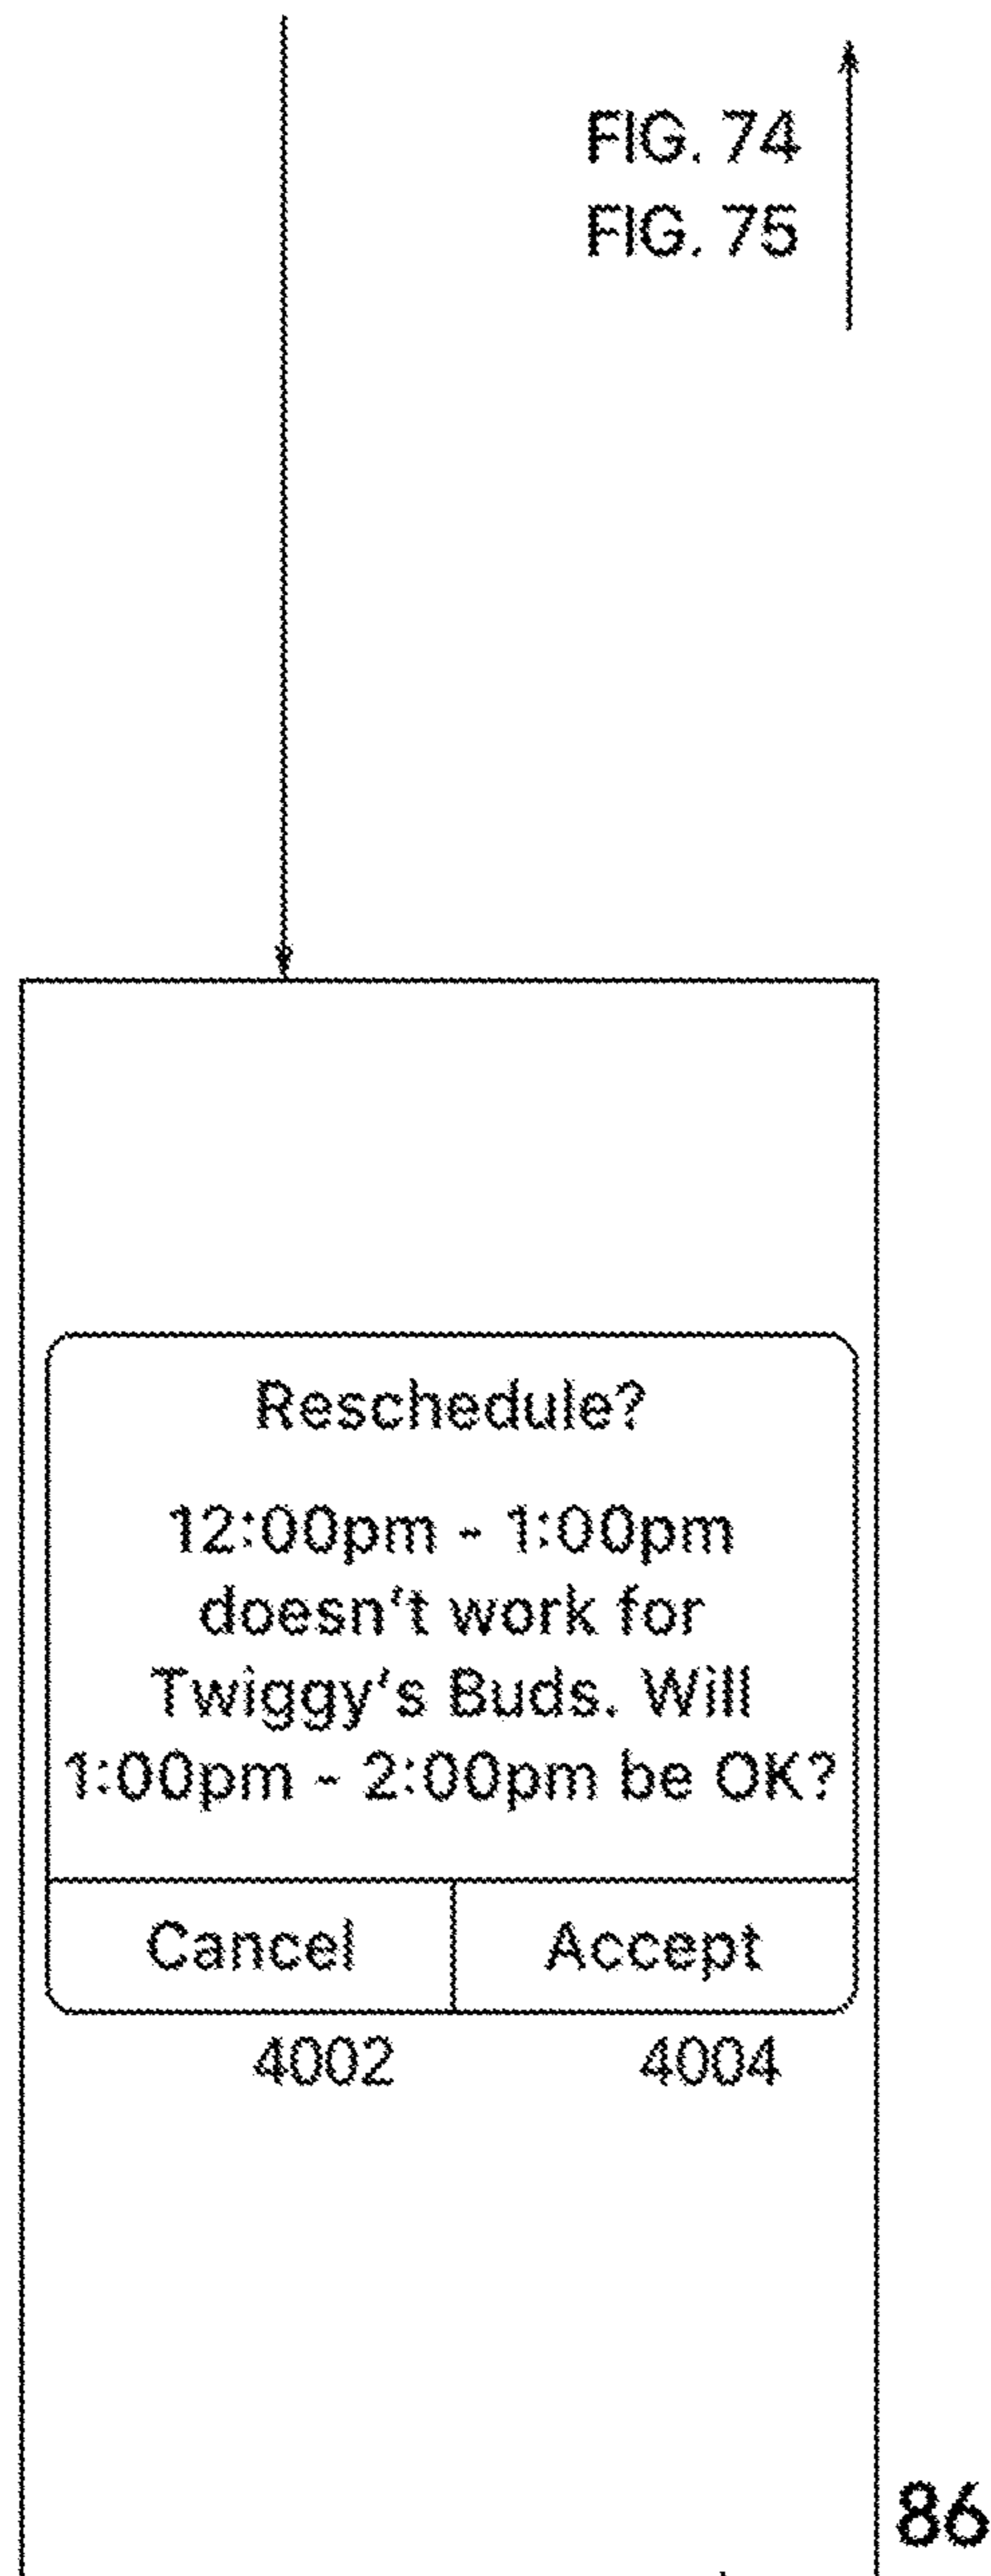 FIG. 74
FIG. 75
Reschedule?
12:00pm - 1:00pm
doesn't work for
Twiggy's Buds. Will
1:00pm - 2:00pm be OK?
Cancel Accept
4002 4004
86